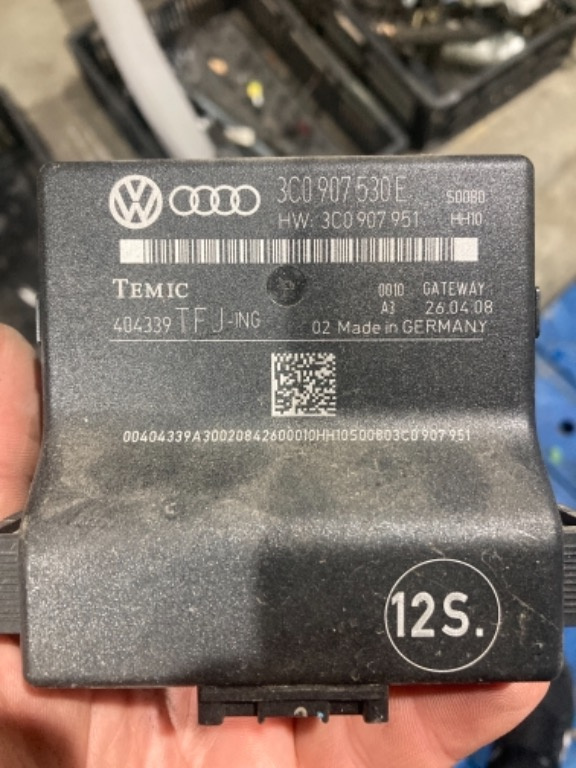 3C0 907 530 E S0080
HW: 3C0 907 951 HH10
TEMIC 0010 GATEWAY
A3 26.04.08
404339 TFJ-ING 02 Made in GERMANY
00404339A30020842600010HH10S00803C0907951
12S.